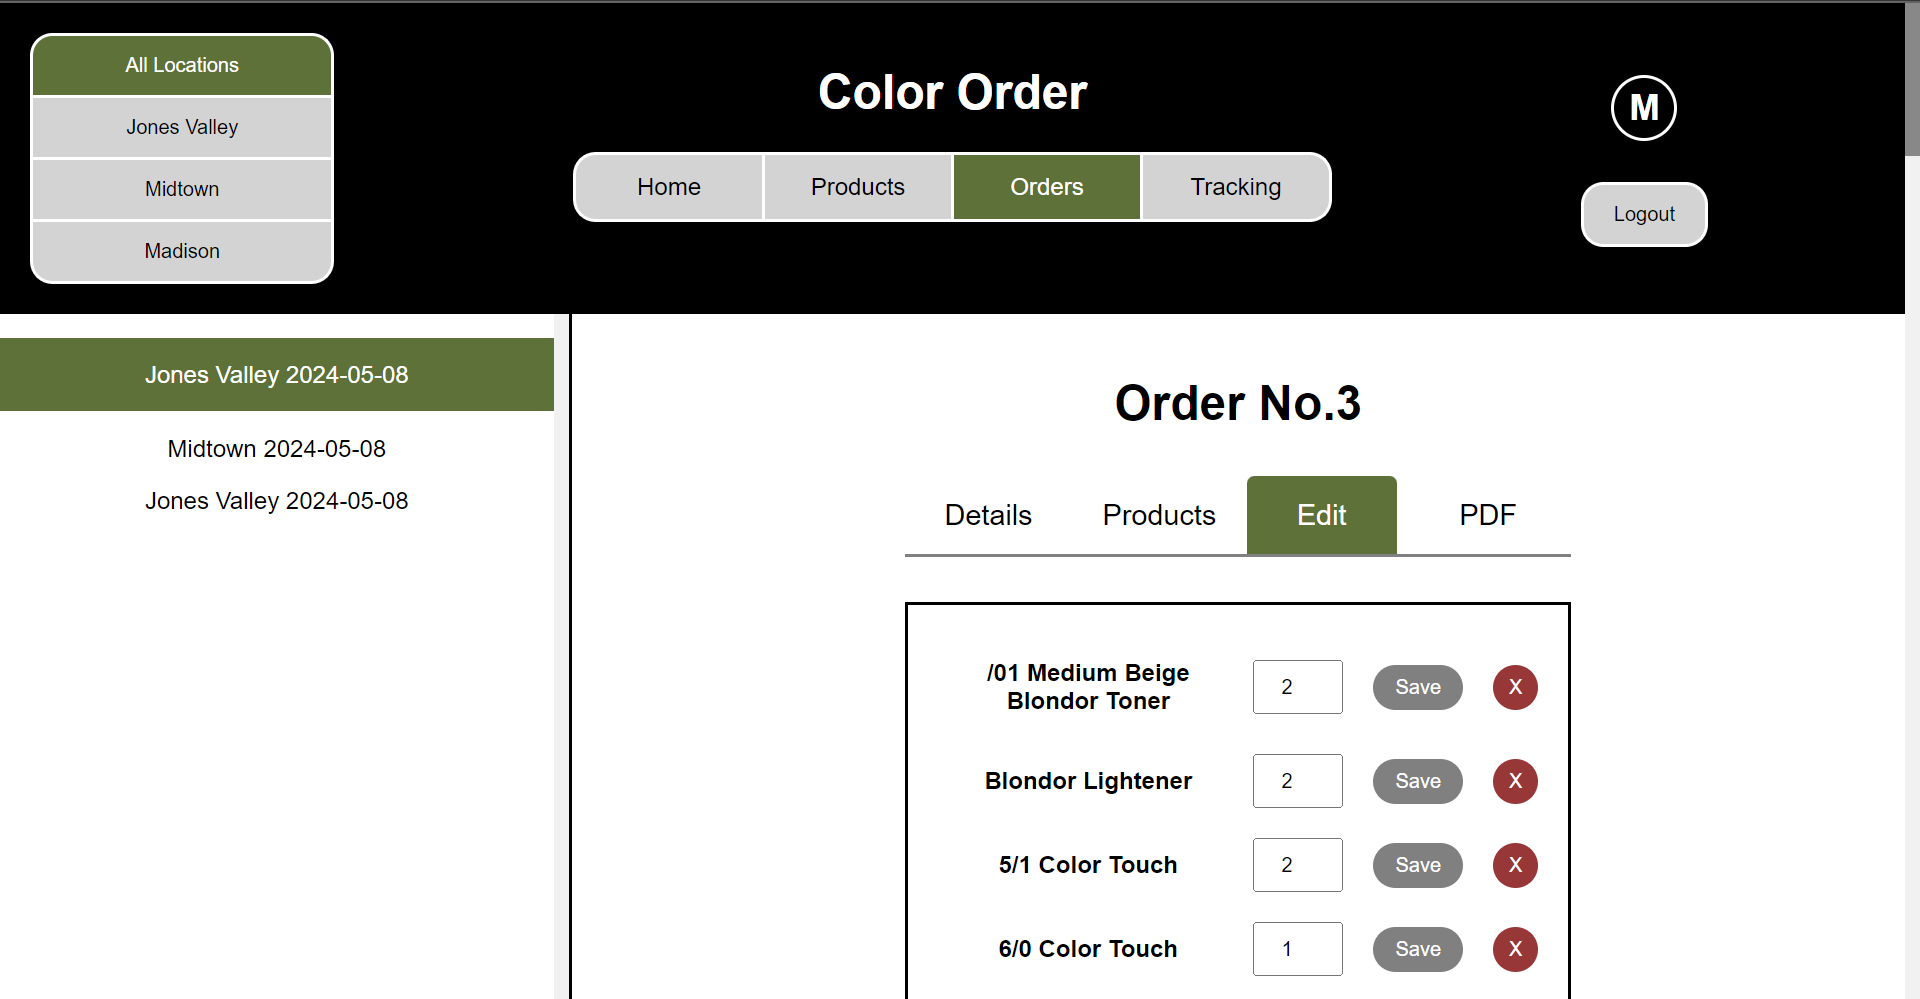 All Locations
Jones Valley
Midtown
Madison
Color Order
Home Products Orders Tracking
M
Logout
Jones Valley 2024-05-08
Midtown 2024-05-08
Jones Valley 2024-05-08
Order No.3
Details Products Edit PDF
/01 Medium Beige
Blondor Toner
2 Save X
Blondor Lightener 2 Save X
5/1 Color Touch 2 Save X
6/0 Color Touch 1 Save X